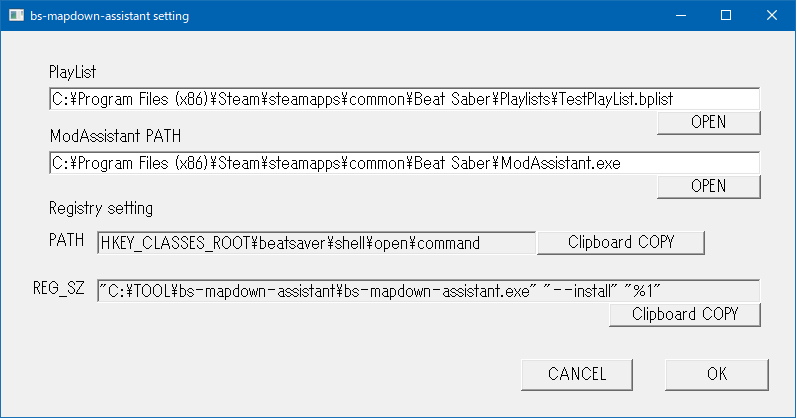 bs-mapdown-assistant setting
PlayList
C:¥Program Files (x86)¥Steam¥steamapps¥common¥Beat Saber¥Playlists¥TestPlayList.bplist
OPEN
ModAssistant PATH
C:¥Program Files (x86)¥Steam¥steamapps¥common¥Beat Saber¥ModAssistant.exe
OPEN
Registry setting
PATH HKEY_CLASSES_ROOT¥beatsaver¥shell¥open¥command Clipboard COPY
REG_SZ "C:¥TOOL¥bs-mapdown-assistant¥bs-mapdown-assistant.exe" "--install" "%1"
Clipboard COPY
CANCEL OK